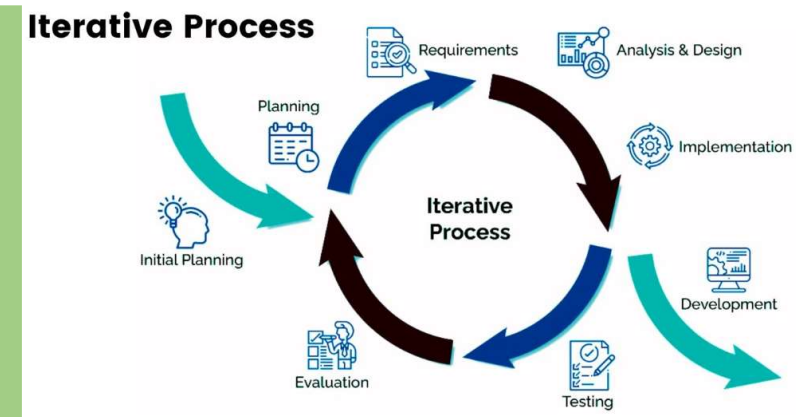 Iterative Process
Requirements
Analysis & Design
Planning
Implementation
Iterative
Process
Initial Planning
Development
Evaluation
Testing